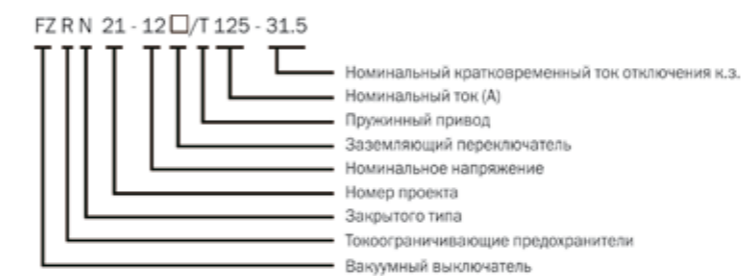 FZ R N 21 - 12 □/T 125 - 31.5
Номинальный кратковременный ток отключения к.з.
Номинальный ток (А)
Пружинный привод
Заземляющий переключатель
Номинальное напряжение
Номер проекта
Закрытого типа
Токоограничивающие предохранители
Вакуумный выключатель